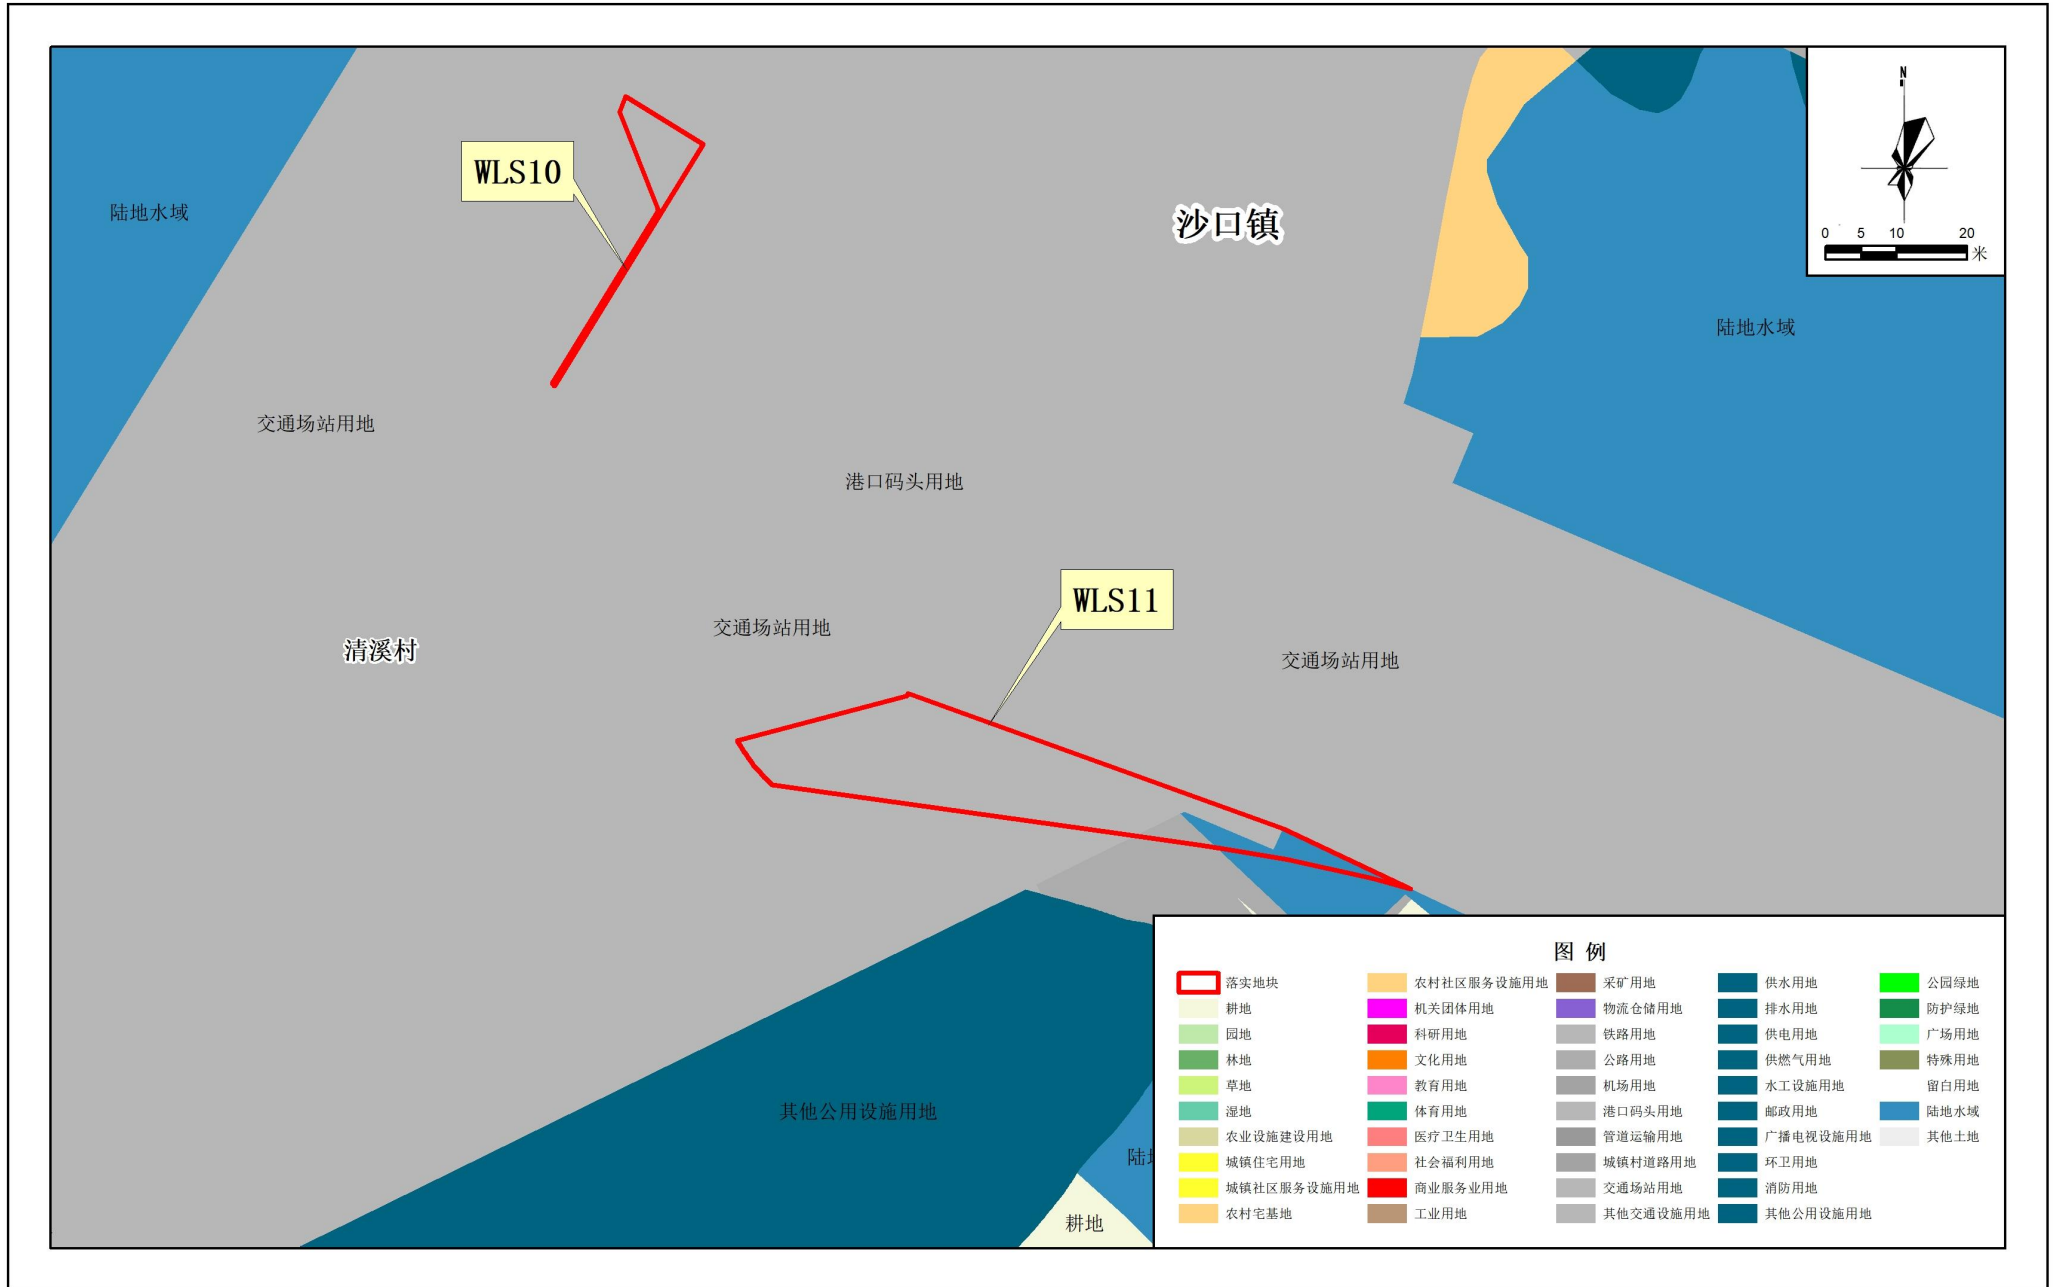 N
0 5 10 20
米
WLS10
陆地水域
沙口镇
陆地水域
交通场站用地
港口码头用地
WLS11
交通场站用地
清溪村
交通场站用地
其他公用设施用地
陆
耕地
图 例
落实地块
耕地
园地
林地
草地
湿地
农业设施建设用地
城镇住宅用地
城镇社区服务设施用地
农村宅基地
农村社区服务设施用地
机关团体用地
科研用地
文化用地
教育用地
体育用地
医疗卫生用地
社会福利用地
商业服务业用地
工业用地
采矿用地
物流仓储用地
铁路用地
公路用地
机场用地
港口码头用地
管道运输用地
城镇村道路用地
交通场站用地
其他交通设施用地
供水用地
排水用地
供电用地
供燃气用地
水工设施用地
邮政用地
广播电视设施用地
环卫用地
消防用地
其他公用设施用地
公园绿地
防护绿地
广场用地
特殊用地
留白用地
陆地水域
其他土地